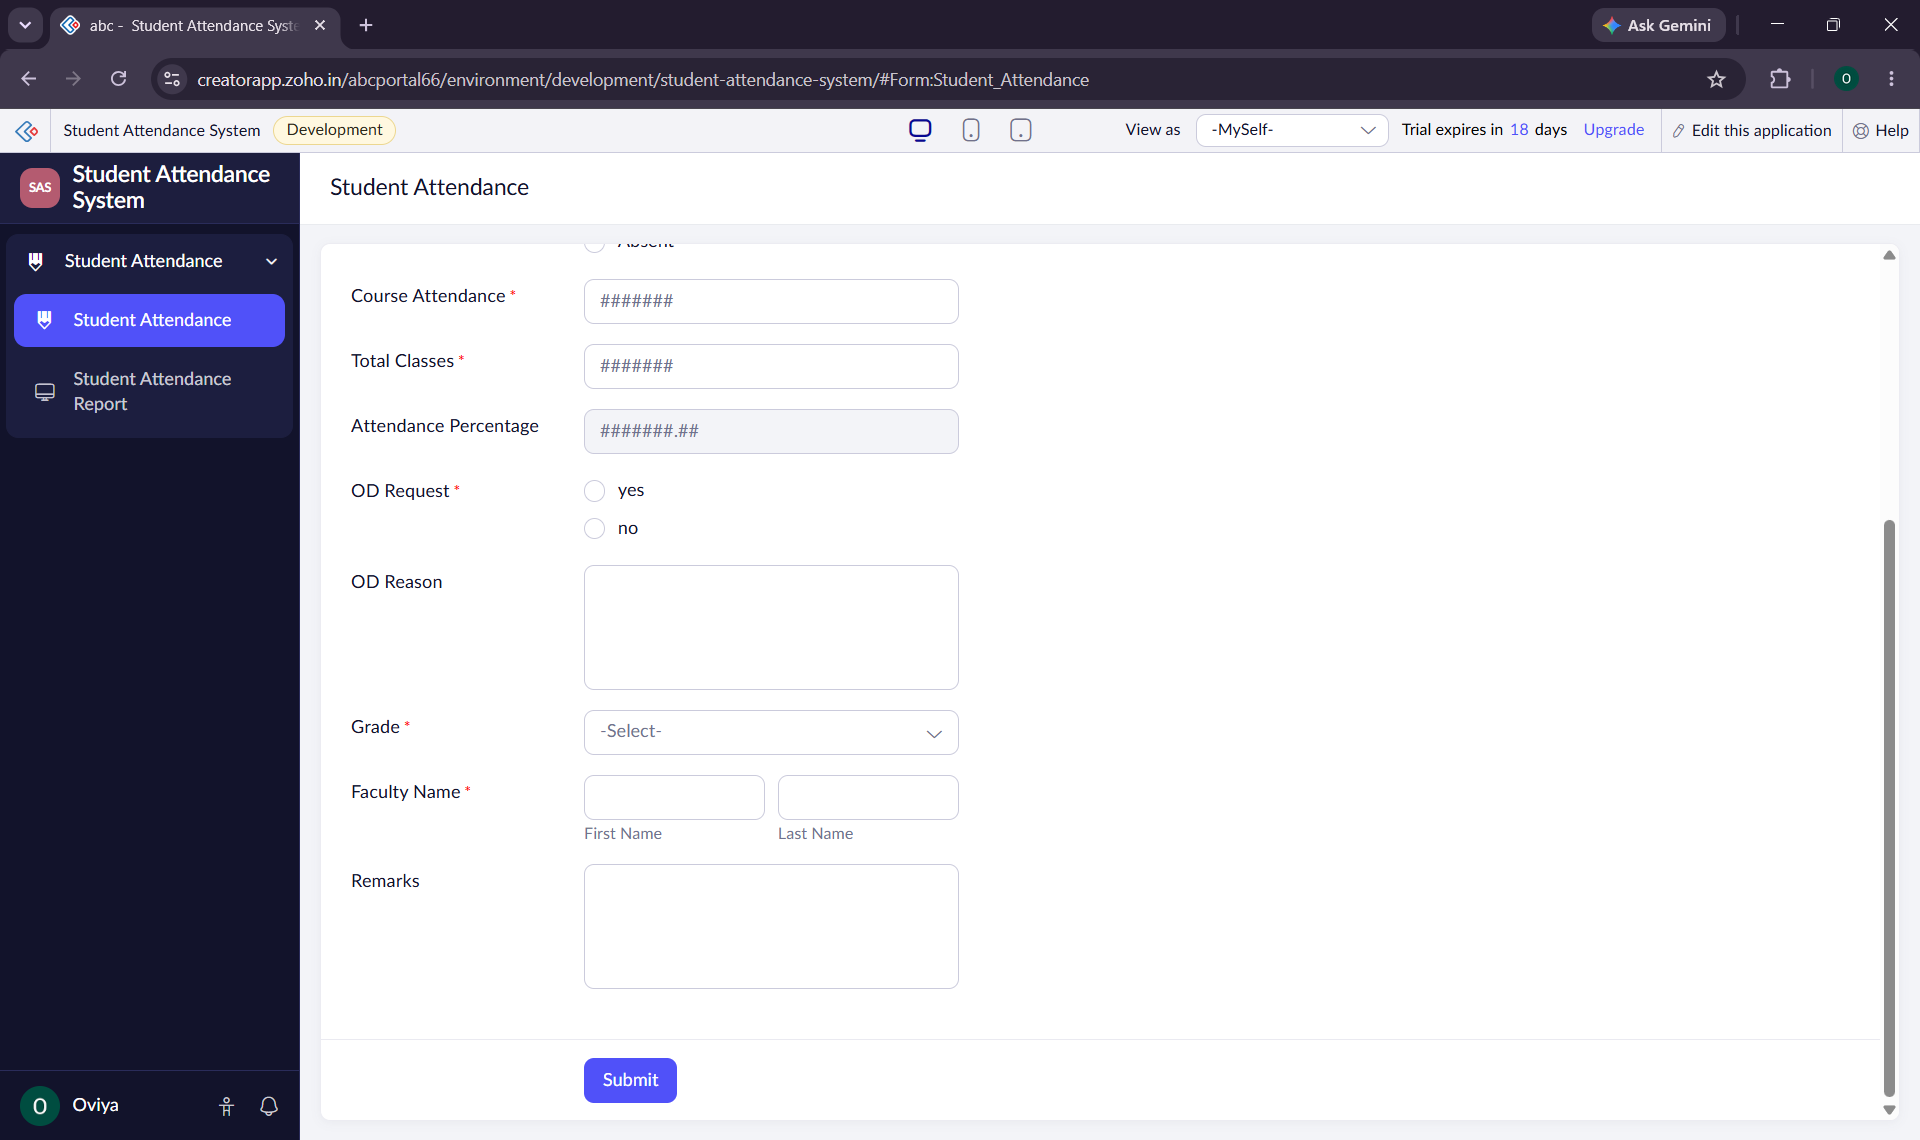 abc - Student Attendance Syste
Ask Gemini
creatorapp.zoho.in/abcportal66/environment/development/student-attendance-system/#Form:Student_Attendance
O
Student Attendance System
Development
View as
-MySelf-
Trial expires in 18 days
Upgrade
Edit this application
Help
SAS
Student Attendance
System
Student Attendance
Student Attendance
Student Attendance
Report
Student Attendance
Absent
Course Attendance *
#######
Total Classes *
#######
Attendance Percentage
#######.##
OD Request *
yes
no
OD Reason
Grade *
-Select-
Faculty Name *
First Name
Last Name
Remarks
Submit
O
Oviya